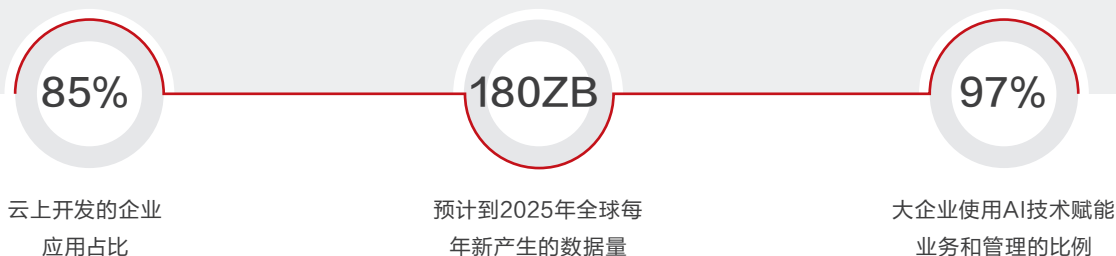 85%
云上开发的企业
应用占比
180ZB
预计到2025年全球每
年新产生的数据量
97%
大企业使用AI技术赋能
业务和管理的比例